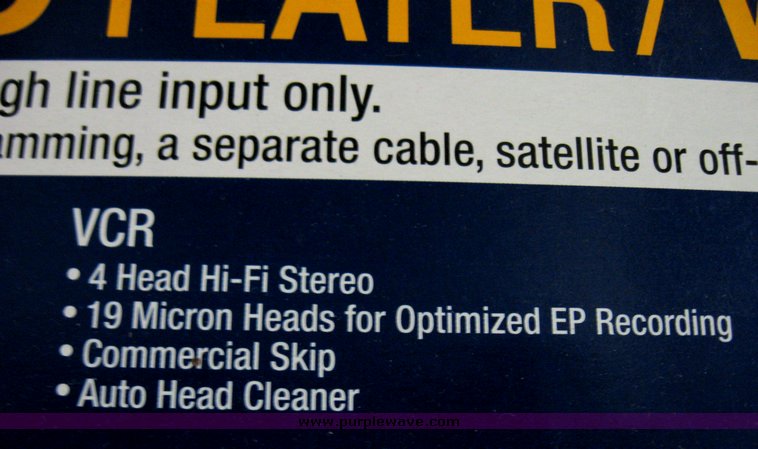 PLAYER/V
gh line input only.
amming, a separate cable, satellite or off-
VCR
• 4 Head Hi-Fi Stereo
• 19 Micron Heads for Optimized EP Recording
• Commercial Skip
• Auto Head Cleaner
www.purplewave.com